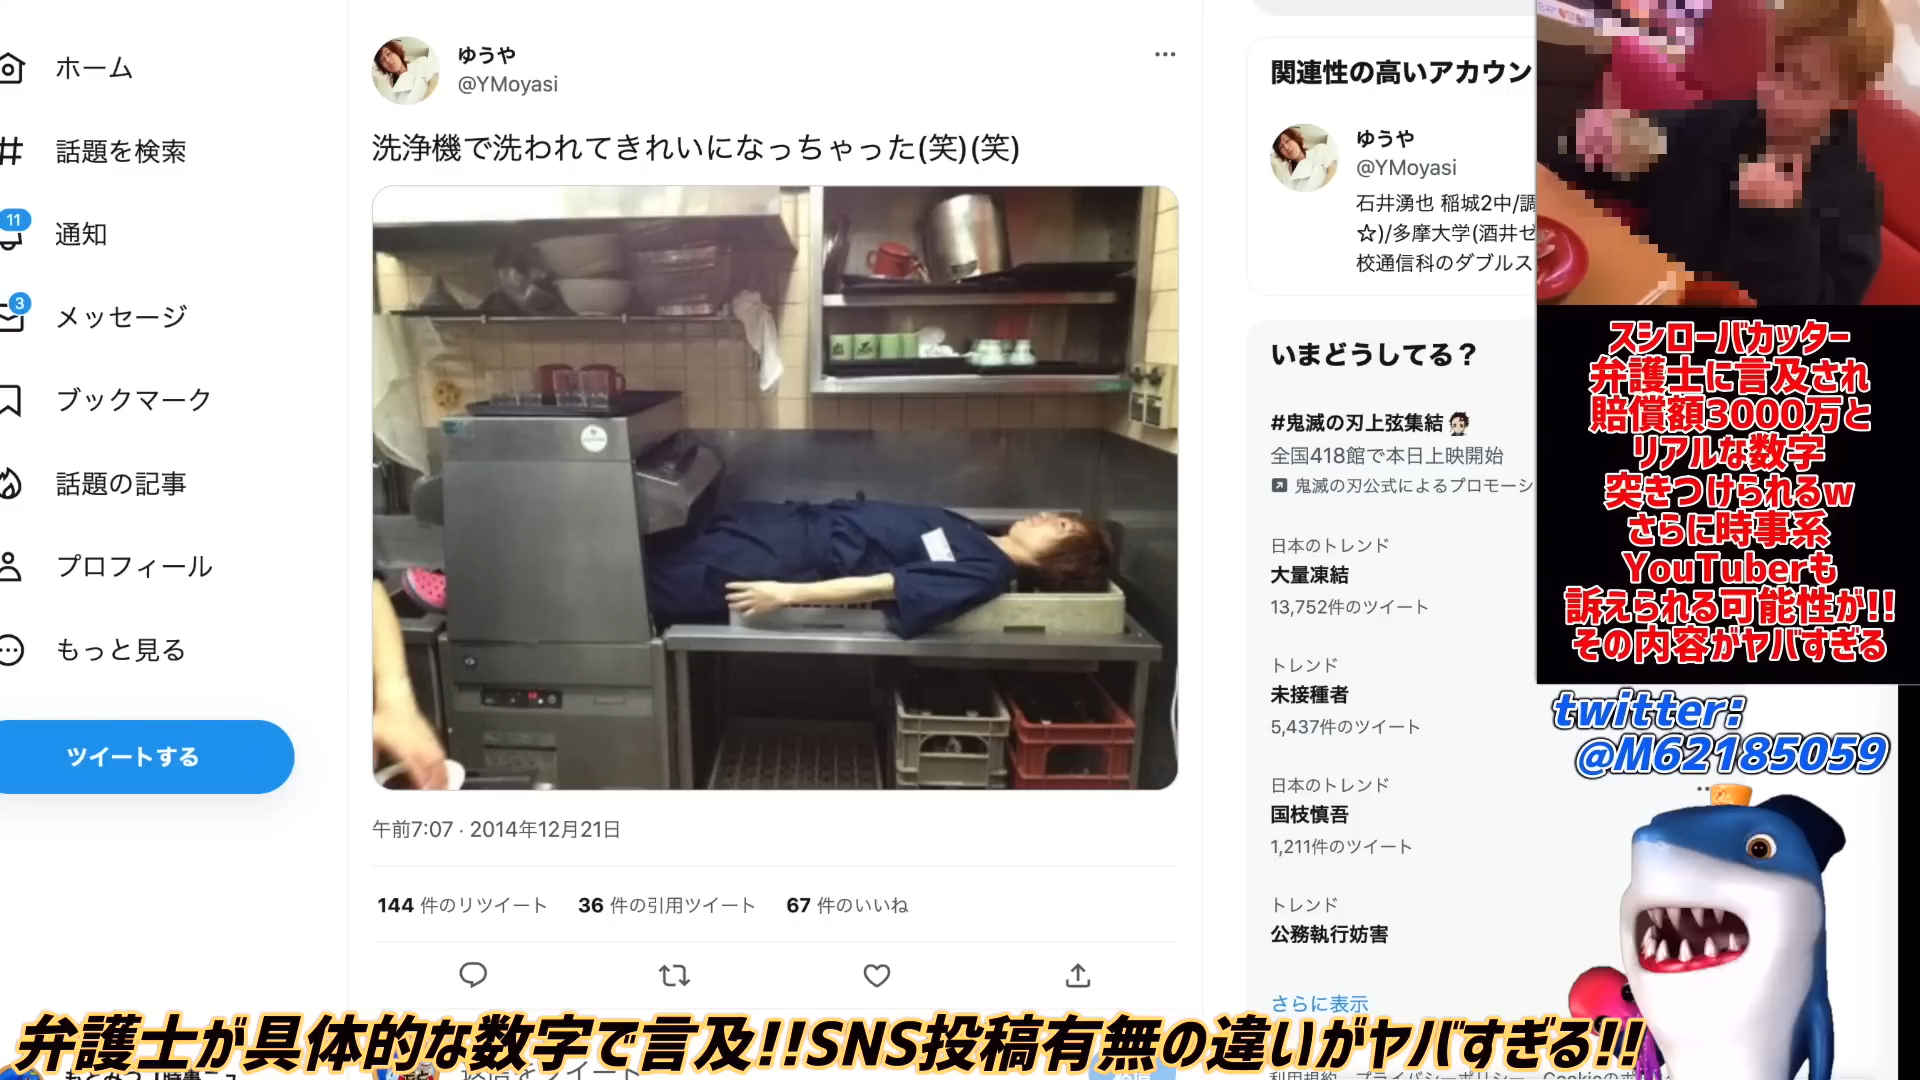 ホーム
話題を検索
11
通知
3
メッセージ
ブックマーク
話題の記事
プロフィール
もっと見る
ツイートする
ゆうや
@YMoyasi
洗浄機で洗われてきれいになっちゃった(笑)(笑)
午前7:07 · 2014年12月21日
144 件のリツイート 36 件の引用ツイート 67 件のいいね
関連性の高いアカウン
ゆうや
@YMoyasi
石井湧也 稲城2中/調
☆)/多摩大学(酒井ゼ
校通信科のダブルス
いまどうしてる？
#鬼滅の刃上弦集結
全国418館で本日上映開始
鬼滅の刃公式によるプロモーシ
日本のトレンド
大量凍結
13,752件のツイート
トレンド
未接種者
5,437件のツイート
日本のトレンド
国枝慎吾
1,211件のツイート
トレンド
公務執行妨害
さらに表示
スシローバカッター
弁護士に言及され
賠償額3000万と
リアルな数字
突きつけられるw
さらに時事系
YouTuberも
訴えられる可能性が!!
その内容がヤバすぎる
twitter:
@M62185059
弁護士が具体的な数字で言及!!SNS投稿有無の違いがヤバすぎる!!